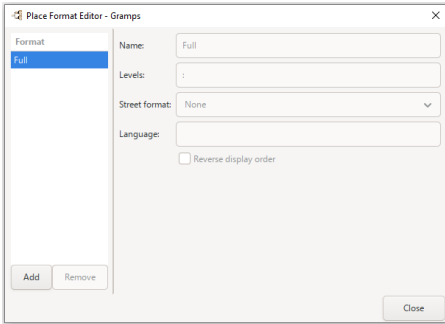 Place Format Editor - Gramps
Format
Full
Name: Full
Levels: :
Street format: None
Language:
Reverse display order
Add Remove
Close